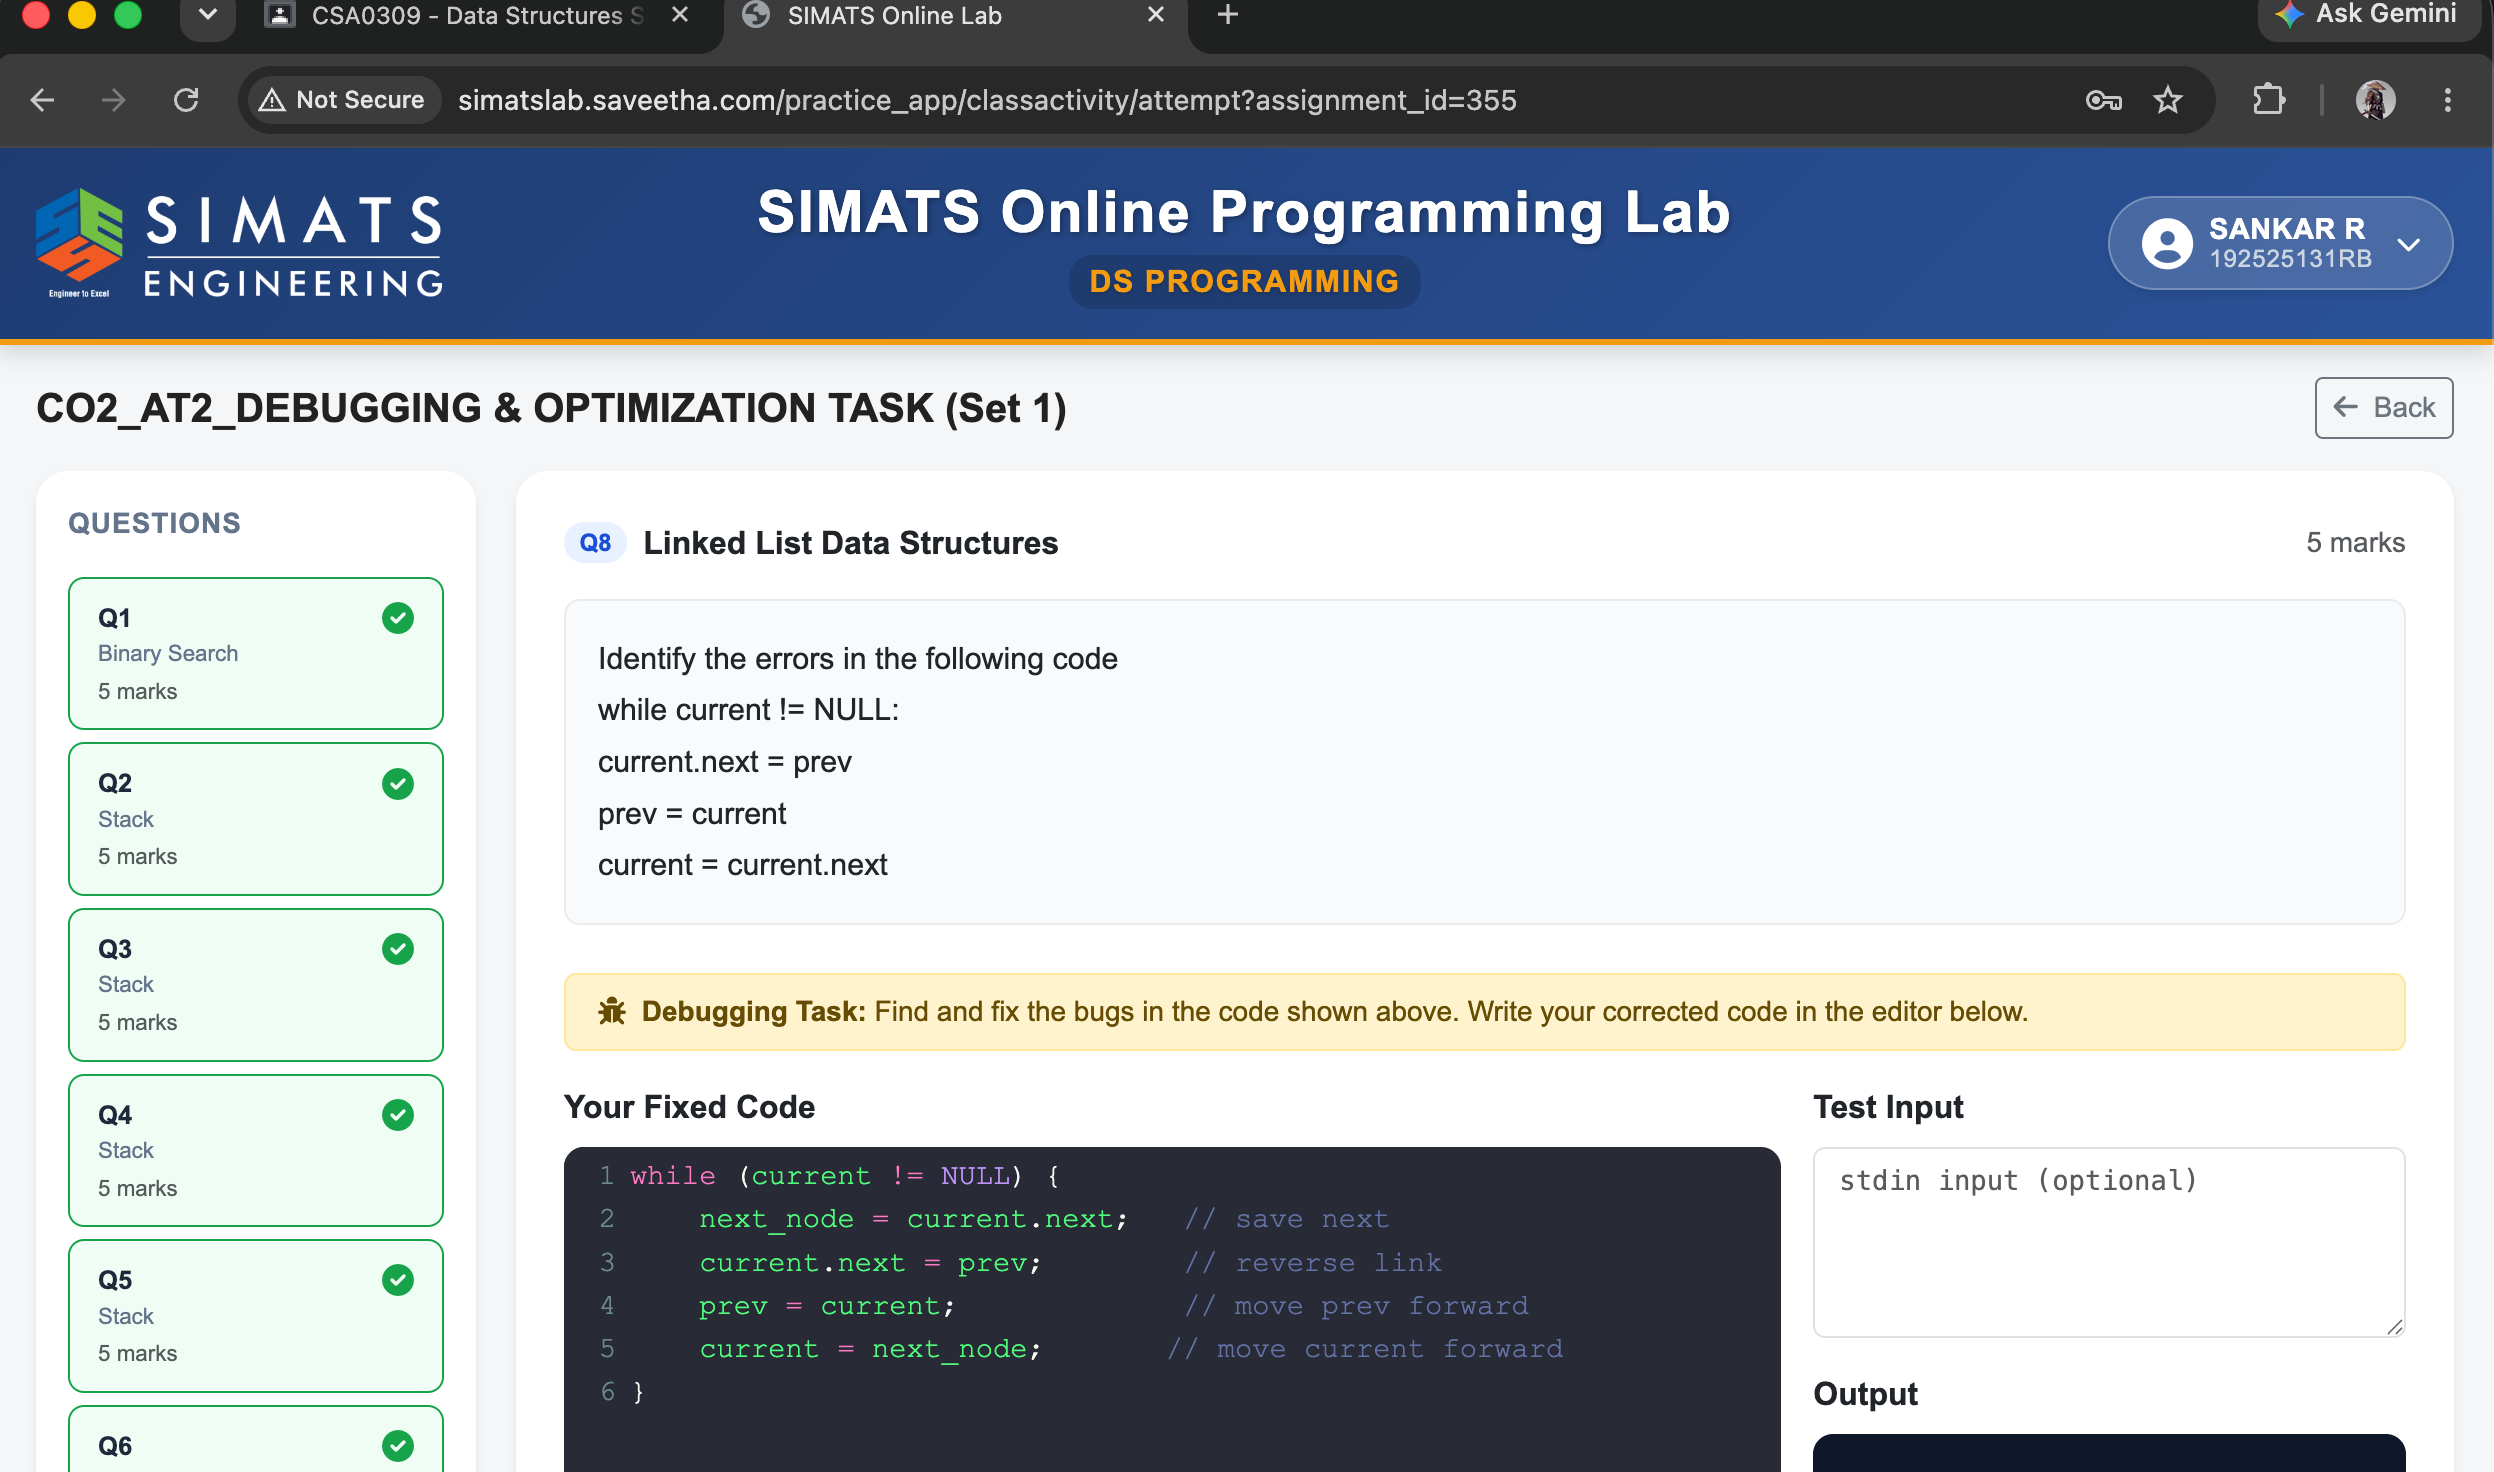 CSA0309 - Data Structures S
SIMATS Online Lab
Ask Gemini
Not Secure
simatslab.saveetha.com/practice_app/classactivity/attempt?assignment_id=355
SIMATS
ENGINEERING
Engineer to Excel
SIMATS Online Programming Lab
DS PROGRAMMING
SANKAR R
192525131RB
CO2_AT2_DEBUGGING & OPTIMIZATION TASK (Set 1)
Back
QUESTIONS
Q1
Binary Search
5 marks
Q2
Stack
5 marks
Q3
Stack
5 marks
Q4
Stack
5 marks
Q5
Stack
5 marks
Q6
Q8 Linked List Data Structures
5 marks
Identify the errors in the following code
while current != NULL:
current.next = prev
prev = current
current = current.next
Debugging Task: Find and fix the bugs in the code shown above. Write your corrected code in the editor below.
Your Fixed Code
1 while (current != NULL) {
2     next_node = current.next;   // save next
3     current.next = prev;        // reverse link
4     prev = current;             // move prev forward
5     current = next_node;       // move current forward
6 }
Test Input
stdin input (optional)
Output